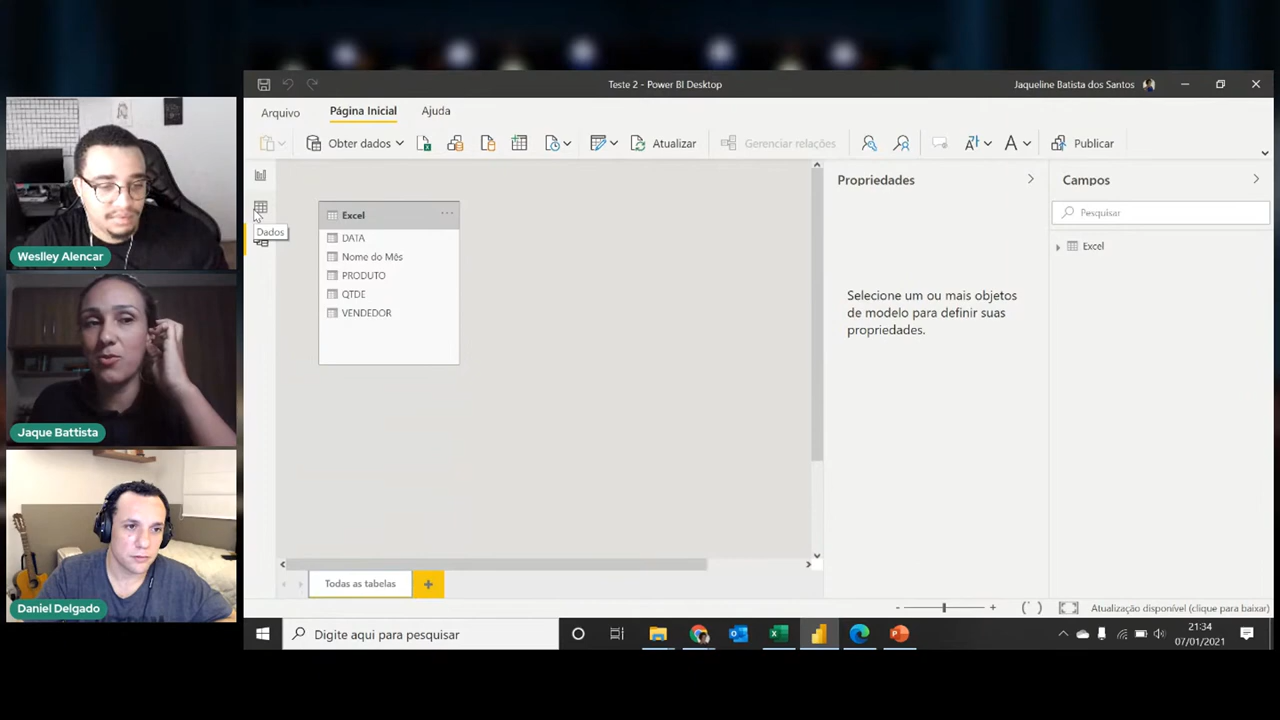 Weslley Alencar
Jaque Battista
Daniel Delgado
Teste 2 - Power BI Desktop
Jaqueline Batista dos Santos
Arquivo
Página Inicial
Ajuda
Obter dados
Atualizar
Gerenciar relações
Publicar
Dados
Excel
DATA
Nome do Mês
PRODUTO
QTDE
VENDEDOR
Propriedades
Selecione um ou mais objetos
de modelo para definir suas
propriedades.
Campos
Pesquisar
Excel
Todas as tabelas
Atualização disponível (clique para baixar)
Digite aqui para pesquisar
21:34
07/01/2021